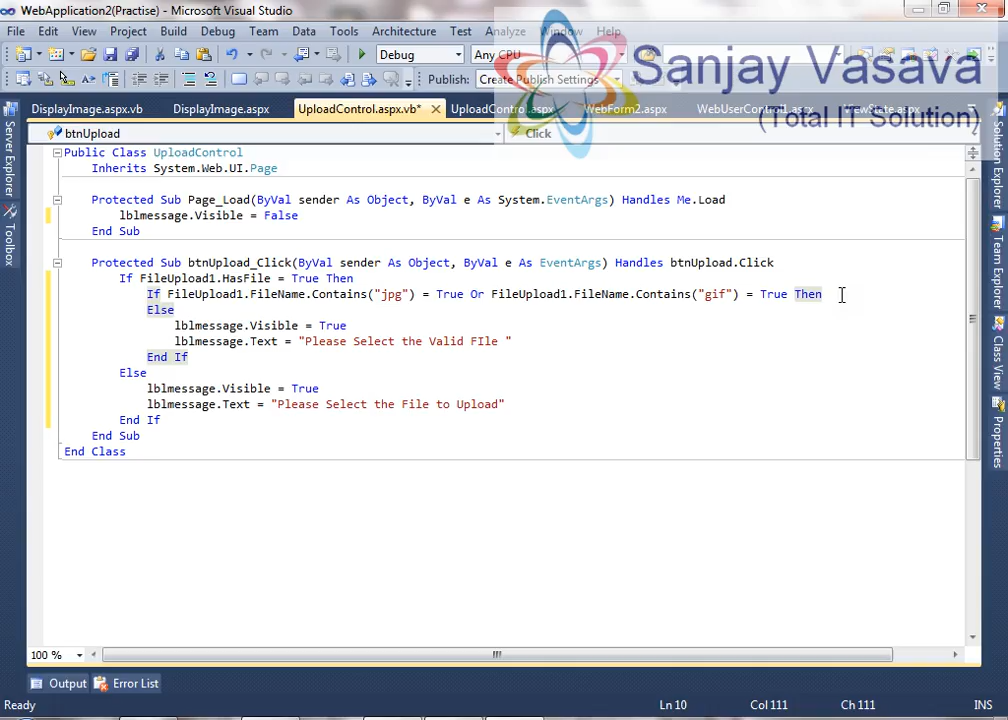 WebApplication2(Practise) - Microsoft Visual Studio
File Edit View Project Build Debug Team Data Tools Architecture Test Analyze Window Help
Debug Any CPU
Publish: Create Publish Settings
Sanjay Vasava
(Total IT Solution)
DisplayImage.aspx.vb DisplayImage.aspx UploadControl.aspx.vb* UploadControl.aspx WebForm2.aspx WebUserControl1.ascx ViewState.aspx
btnUpload Click
Public Class UploadControl
Inherits System.Web.UI.Page
Protected Sub Page_Load(ByVal sender As Object, ByVal e As System.EventArgs) Handles Me.Load
lblmessage.Visible = False
End Sub
Protected Sub btnUpload_Click(ByVal sender As Object, ByVal e As EventArgs) Handles btnUpload.Click
If FileUpload1.HasFile = True Then
If FileUpload1.FileName.Contains("jpg") = True Or FileUpload1.FileName.Contains("gif") = True Then
Else
lblmessage.Visible = True
lblmessage.Text = "Please Select the Valid FIle "
End If
Else
lblmessage.Visible = True
lblmessage.Text = "Please Select the File to Upload"
End If
End Sub
End Class
100 %
Output Error List
Ready Ln 10 Col 111 Ch 111 INS
Server Explorer
Toolbox
Solution Explorer
Team Explorer
Class View
Properties